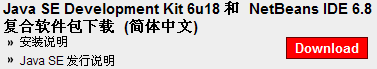 Java SE Development Kit 6u18 和 NetBeans IDE 6.8
复合软件包下载 (简体中文)
» 安装说明
» Java SE 发行说明
Download